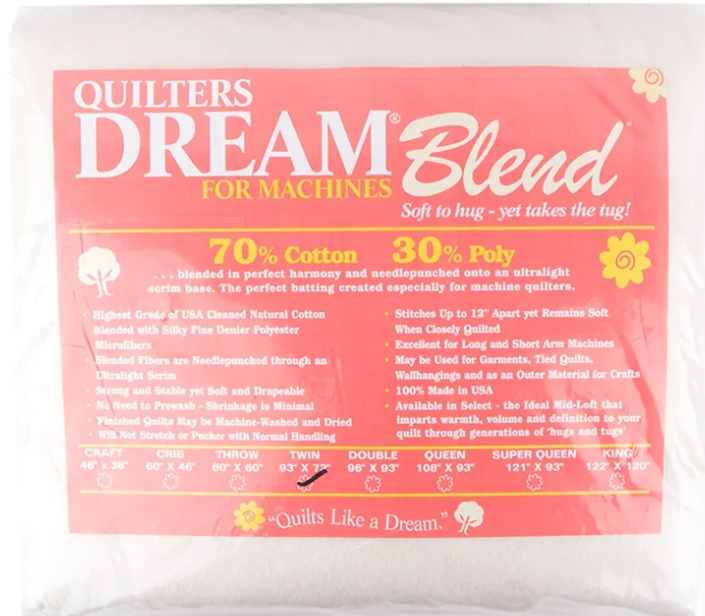 QUILTERS
DREAM® Blend®
FOR MACHINES
Soft to hug - yet takes the tug!
70% Cotton 30% Poly
. . . blended in perfect harmony and needlepunched onto an ultralight
scrim base. The perfect batting created especially for machine quilters.
• Highest Grade of USA Cleaned Natural Cotton
Blended with Silky Fine Denier Polyester
Microfibers
• Blended Fibers are Needlepunched through an
Ultralight Scrim
• Strong and Stable yet Soft and Drapeable
• No Need to Prewash - Shrinkage is Minimal
• Finished Quilts May be Machine-Washed and Dried
• Will Not Stretch or Pucker with Normal Handling
• Stitches Up to 12" Apart yet Remains Soft
When Closely Quilted
• Excellent for Long and Short Arm Machines
• May be Used for Garments, Tied Quilts,
Wallhangings and as an Outer Material for Crafts
• 100% Made in USA
• Available in Select - the Ideal Mid-Loft that
imparts warmth, volume and definition to your
quilt through generations of 'hugs and tugs'
CRAFT CRIB THROW TWIN DOUBLE QUEEN SUPER QUEEN KING
46" x 36" 60" X 46" 60" X 60" 93" X 72" 96" X 93" 108" X 93" 121" X 93" 122" X 120"
"Quilts Like a Dream."